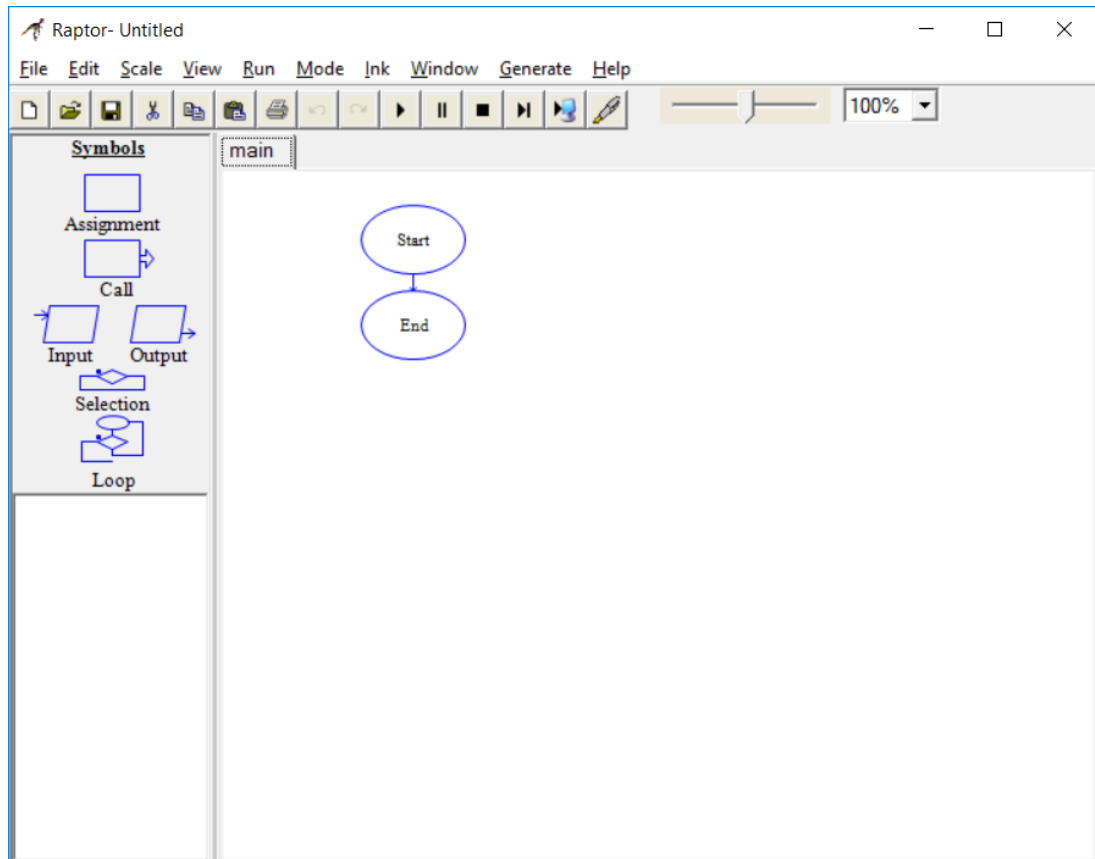 Raptor- Untitled
File Edit Scale View Run Mode Ink Window Generate Help
100%
Symbols
Assignment
Call
Input Output
Selection
Loop
main
Start
End